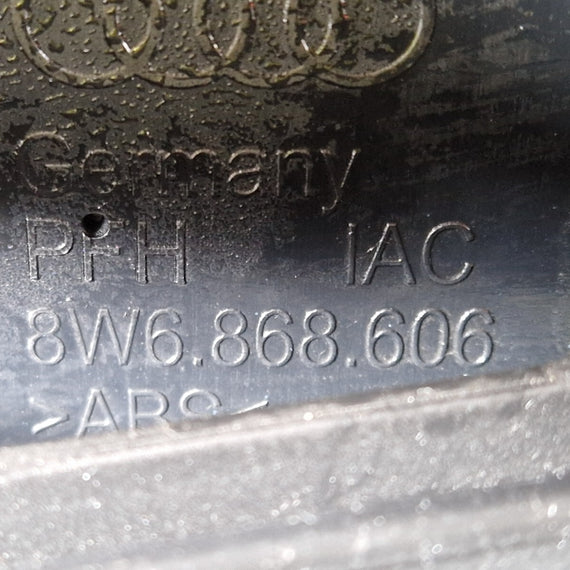 Germany
PFH IAC
8W6.868.606
>ABS<